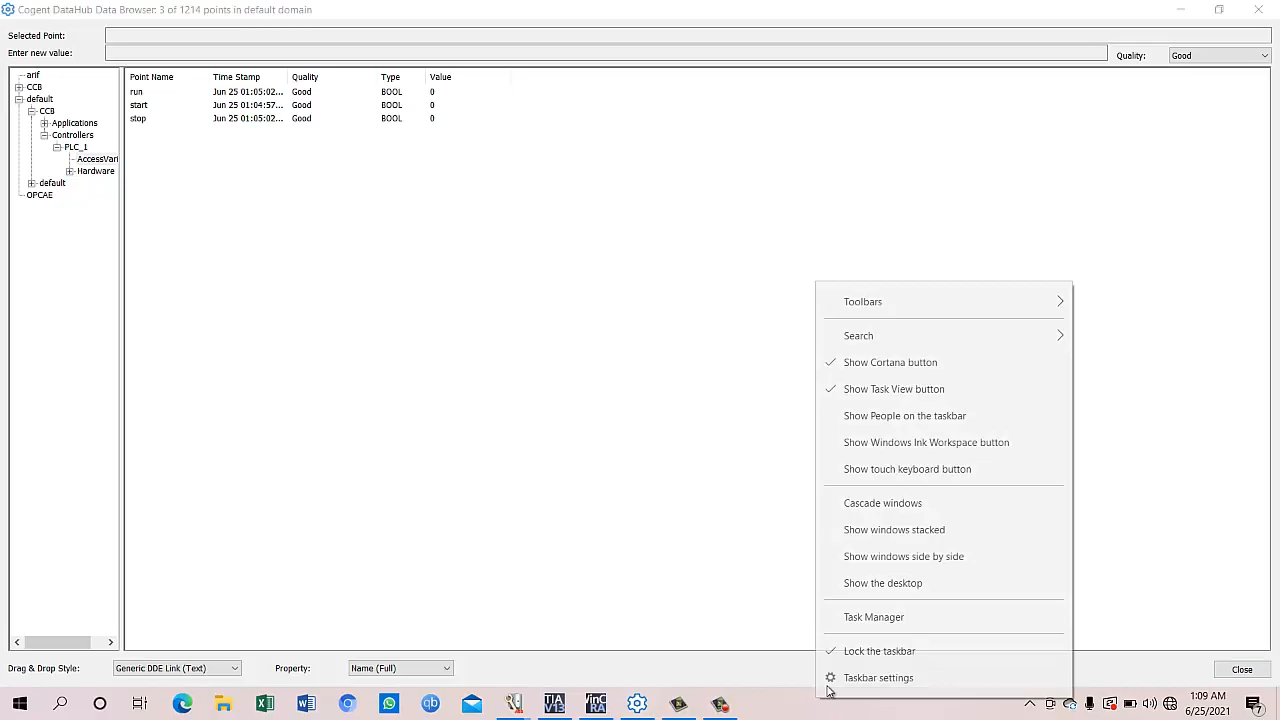 Cogent DataHub Data Browser: 3 of 1214 points in default domain
Selected Point:
Enter new value:
Quality: Good
arif
CCB
default
CCB
Applications
Controllers
PLC_1
AccessVari
Hardware
default
OPCAE
Point Name Time Stamp Quality Type Value
run Jun 25 01:05:02... Good BOOL 0
start Jun 25 01:04:57... Good BOOL 0
stop Jun 25 01:05:02... Good BOOL 0
Toolbars
Search
Show Cortana button
Show Task View button
Show People on the taskbar
Show Windows Ink Workspace button
Show touch keyboard button
Cascade windows
Show windows stacked
Show windows side by side
Show the desktop
Task Manager
Lock the taskbar
Taskbar settings
Drag & Drop Style: Generic DDE Link (Text) Property: Name (Full) Close
1:09 AM
6/25/2021